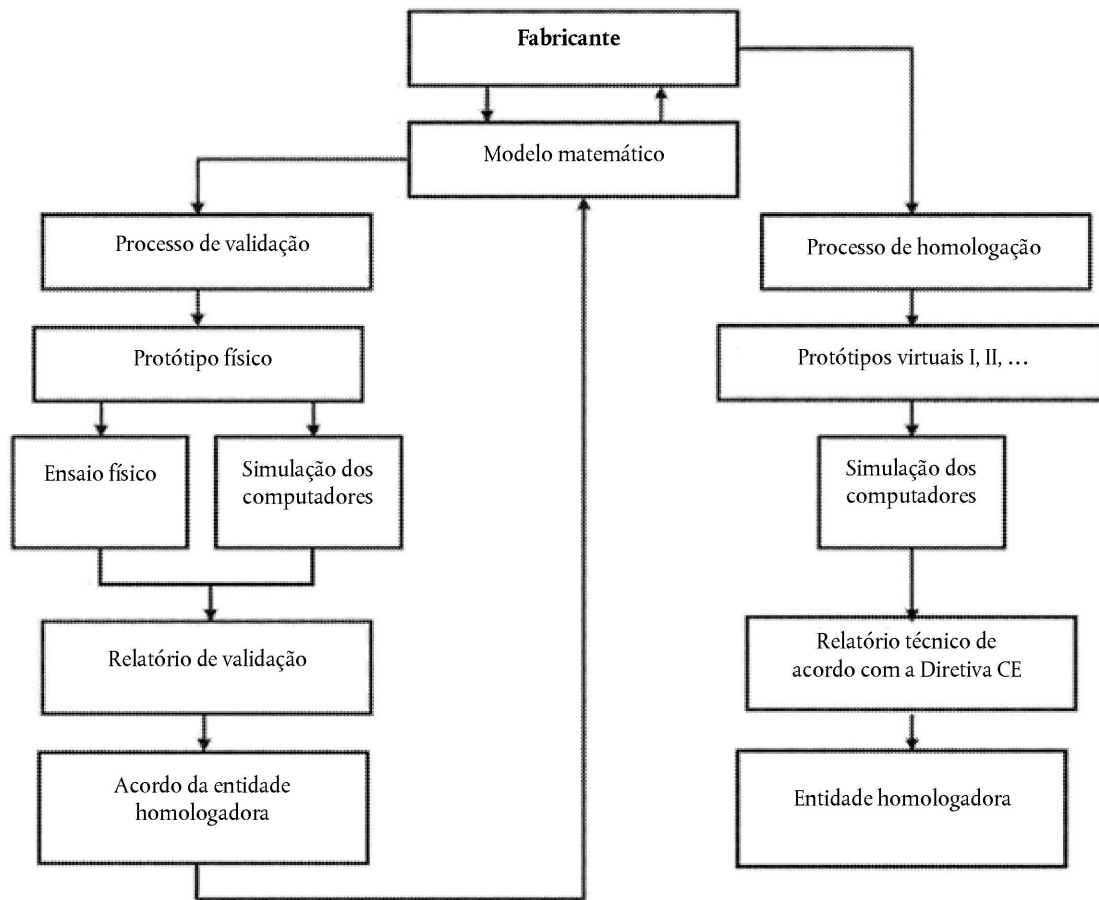 Fabricante
Modelo matemático
Processo de validação
Processo de homologação
Protótipo físico
Protótipos virtuais I, II, …
Ensaio físico
Simulação dos
computadores
Simulação dos
computadores
Relatório de validação
Relatório técnico de
acordo com a Diretiva CE
Acordo da entidade
homologadora
Entidade homologadora